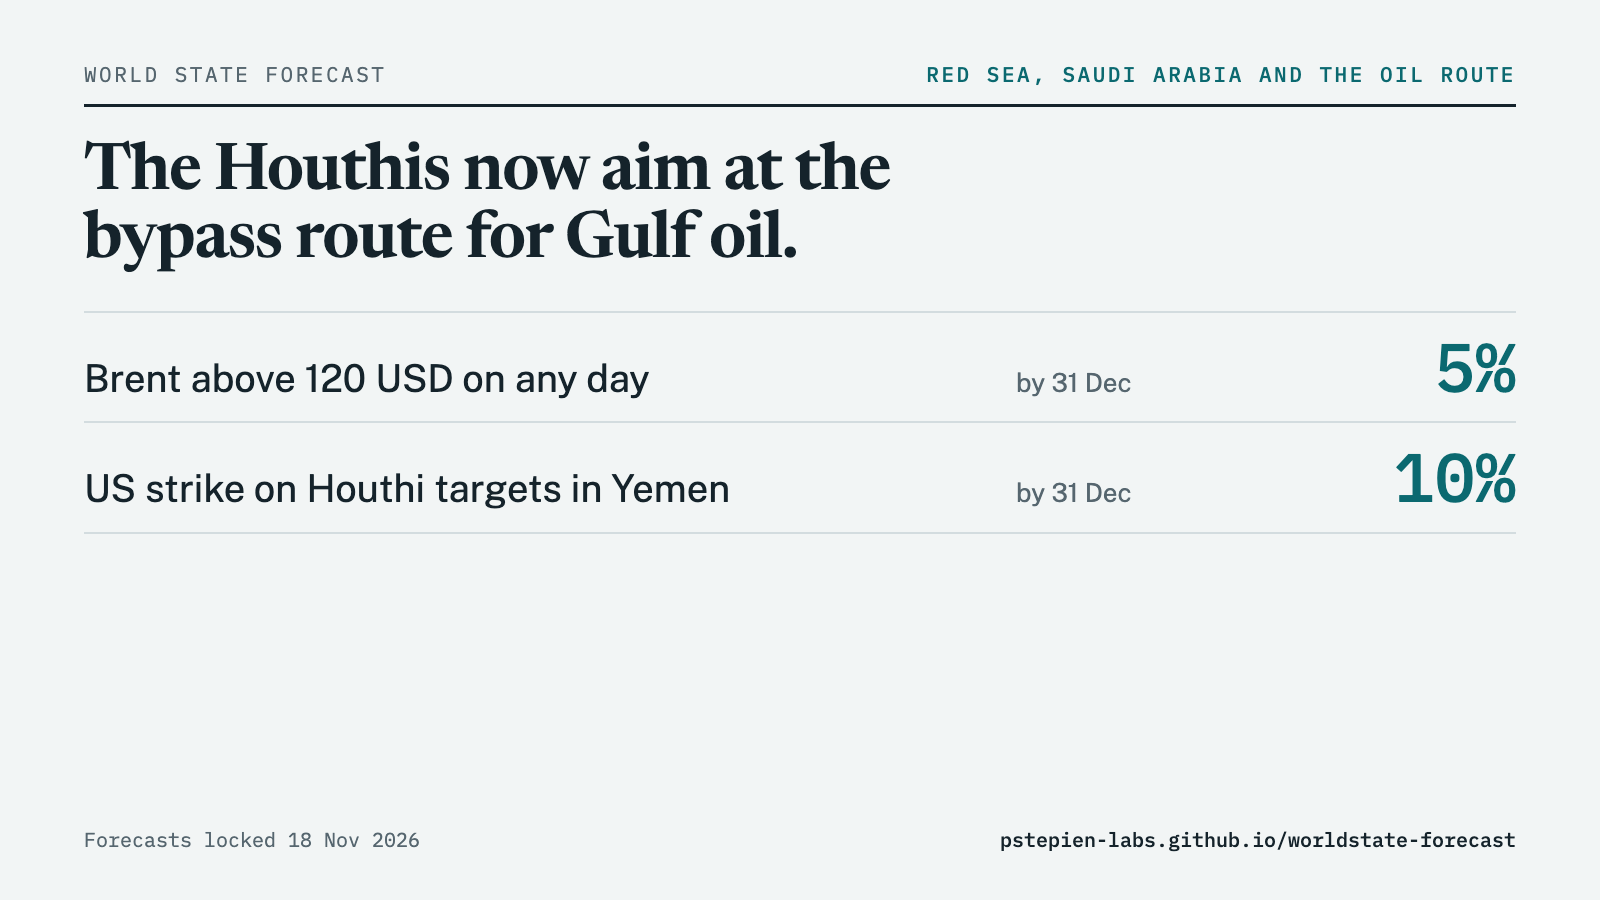 WORLD STATE FORECAST
RED SEA, SAUDI ARABIA AND THE OIL ROUTE
The Houthis now aim at the
bypass route for Gulf oil.
Brent above 120 USD on any day by 31 Dec 5%
US strike on Houthi targets in Yemen by 31 Dec 10%
Forecasts locked 18 Nov 2026
pstepien-labs.github.io/worldstate-forecast